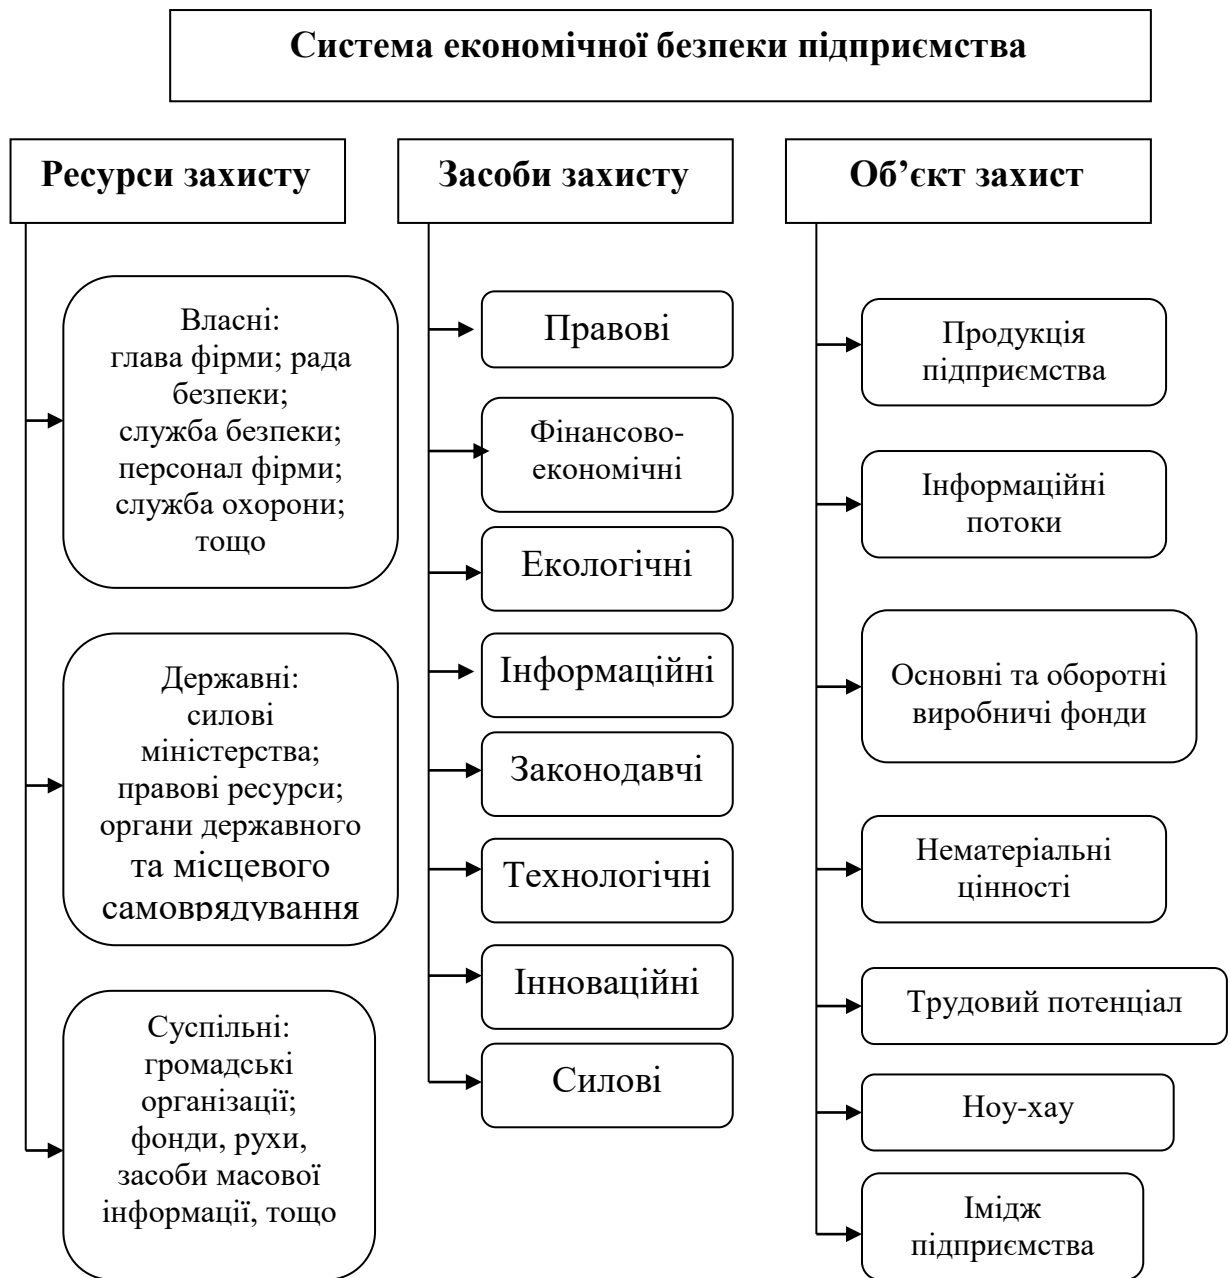 Система економічної безпеки підприємства
Ресурси захисту
Власні:
глава фірми; рада
безпеки;
служба безпеки;
персонал фірми;
служба охорони;
тощо
Державні:
силові
міністерства;
правові ресурси;
органи державного
та місцевого
самоврядування
Суспільні:
громадські
організації;
фонди, рухи,
засоби масової
інформації, тощо
Засоби захисту
Правові
Фінансово-
економічні
Екологічні
Інформаційні
Законодавчі
Технологічні
Інноваційні
Силові
Об’єкт захист
Продукція
підприємства
Інформаційні
потоки
Основні та оборотні
виробничі фонди
Нематеріальні
цінності
Трудовий потенціал
Ноу-хау
Імідж
підприємства